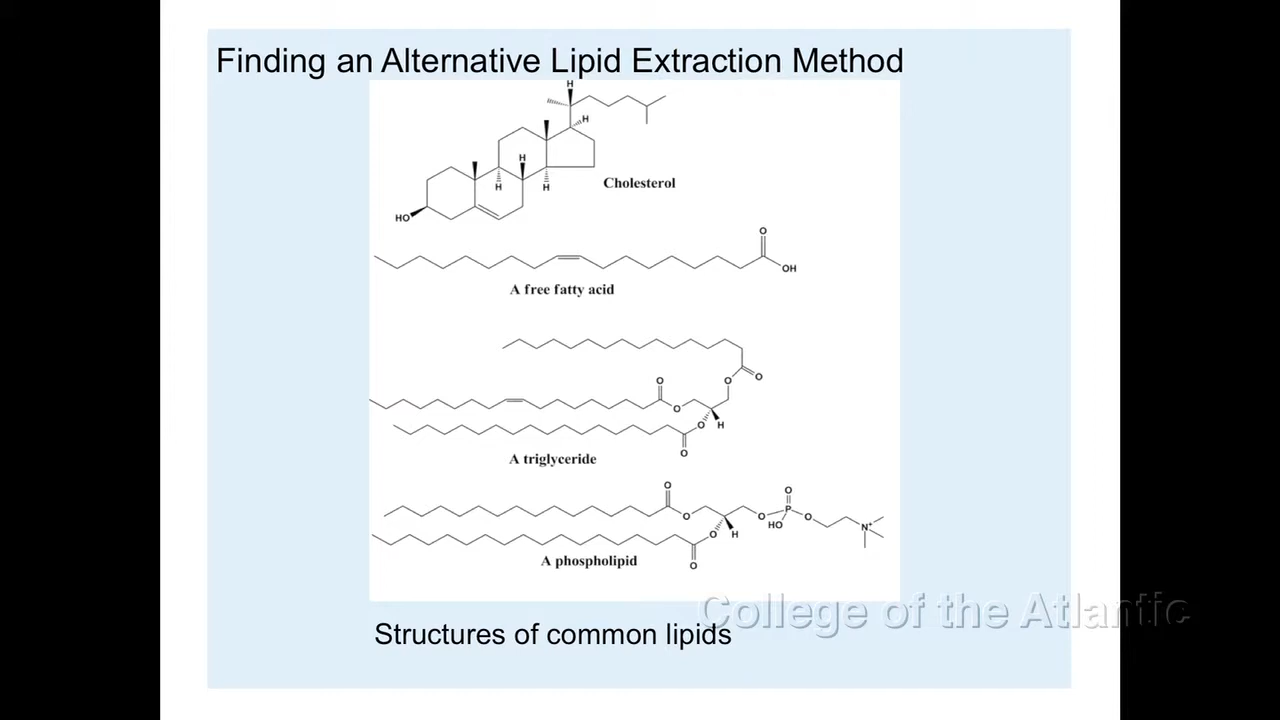 Finding an Alternative Lipid Extraction Method
H
H
H
H
H
HO
Cholesterol
O
OH
A free fatty acid
O
O
O
O
O
H
O
A triglyceride
O
O
O
P
O
O
HO
N+
O
H
O
A phospholipid
College of the Atlantic
Structures of common lipids